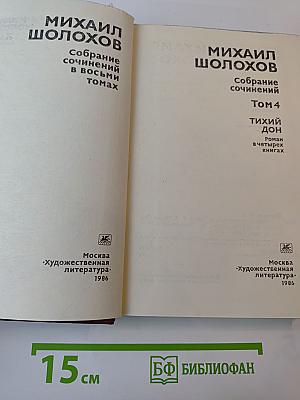 МИХАИЛ
ШОЛОХОВ
Собрание
сочинений
в восьми
томах
Москва
«Художественная
литература»
1986
МИХАИЛ
ШОЛОХОВ
Собрание
сочинений
Том 4
ТИХИЙ
ДОН
Роман
в четырех
книгах
Москва
«Художественная
литература»
1986
15 см
БФ БИБЛИОФАН